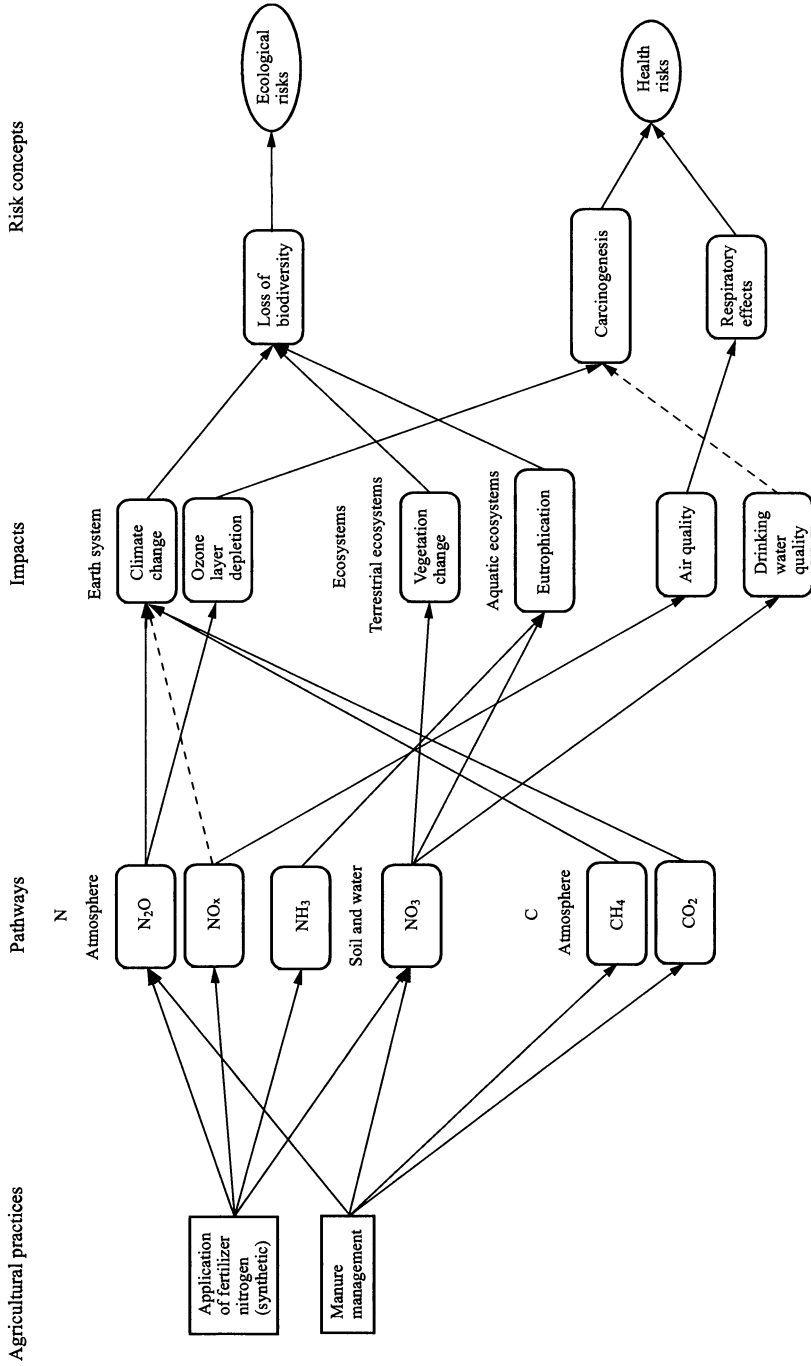 Agricultural practices
Pathways
Impacts
Risk concepts
Application
of fertilizer
nitrogen
(synthetic)
Manure
management
N
Atmosphere
N₂O
NOₓ
NH₃
Soil and water
NO₃
C
Atmosphere
CH₄
CO₂
Earth system
Climate
change
Ozone
layer
depletion
Ecosystems
Terrestrial ecosystems
Vegetation
change
Aquatic ecosystems
Eutrophication
Air quality
Drinking
water
quality
Loss of
biodiversity
Carcinogenesis
Respiratory
effects
Ecological
risks
Health
risks